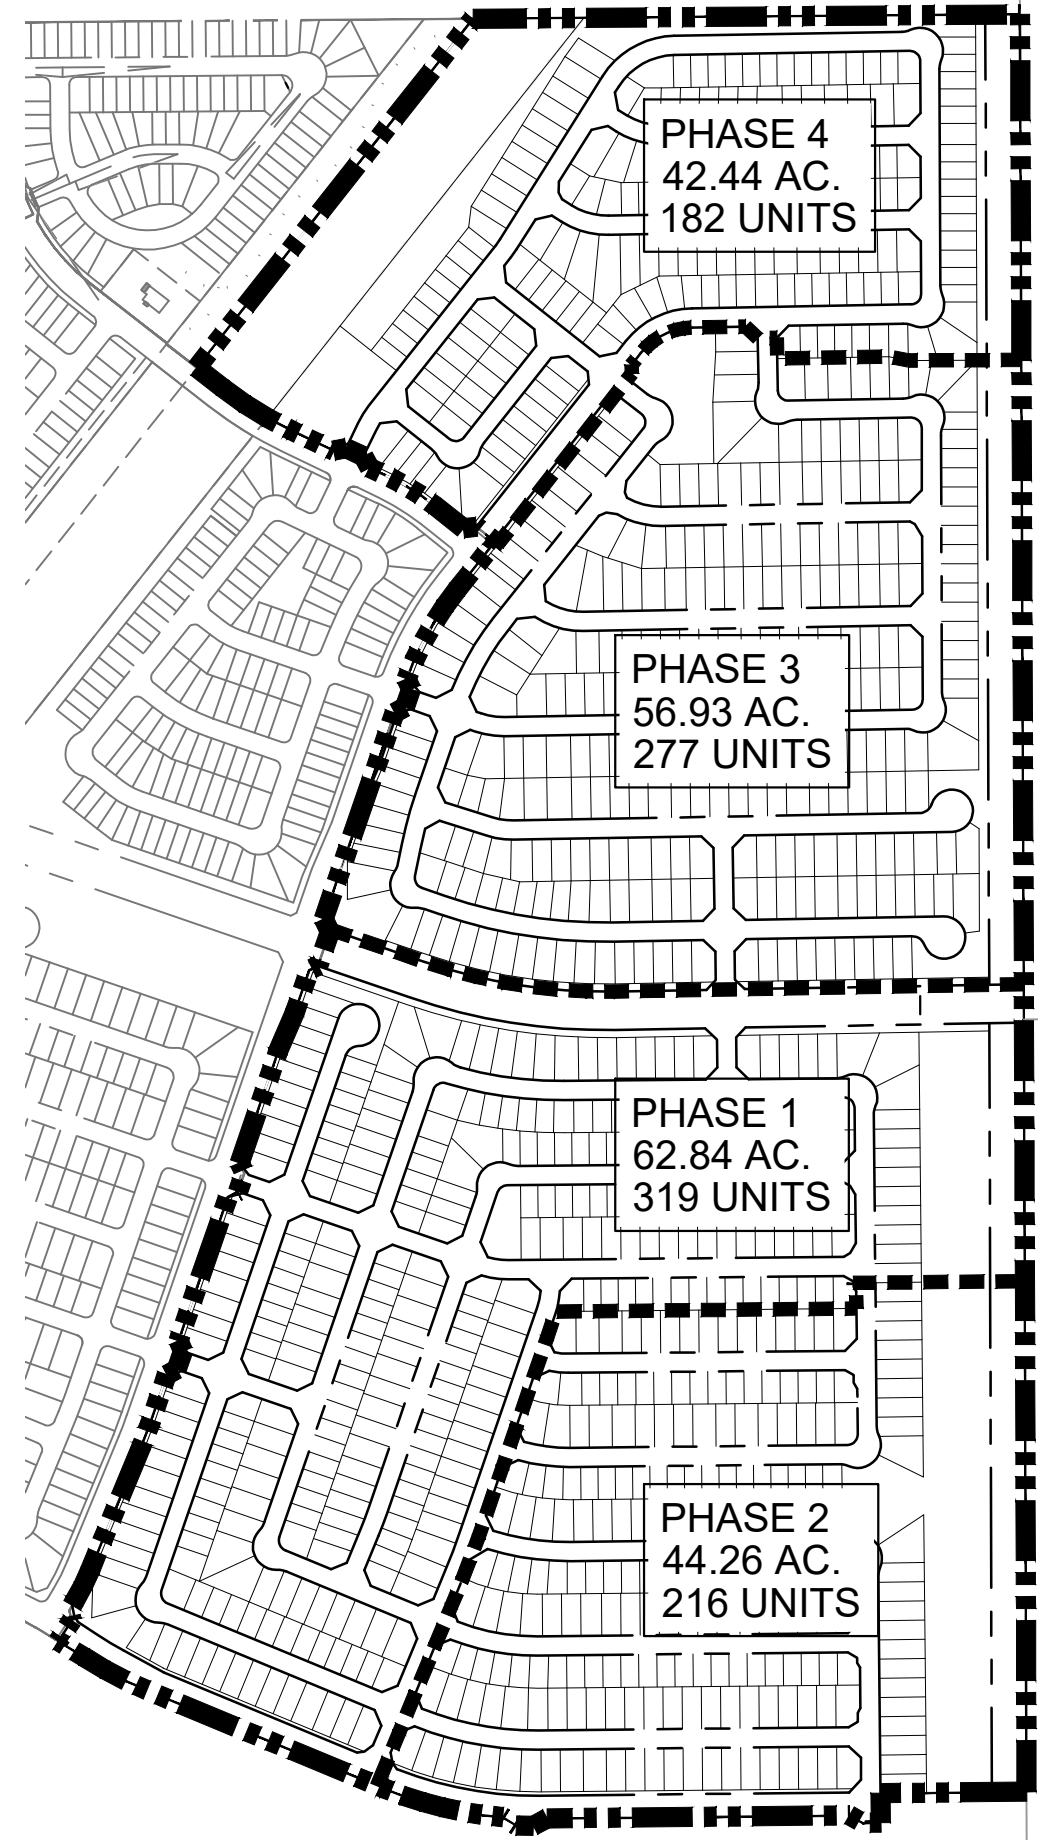 PHASE 4
42.44 AC.
182 UNITS
PHASE 3
56.93 AC.
277 UNITS
PHASE 1
62.84 AC.
319 UNITS
PHASE 2
44.26 AC.
216 UNITS